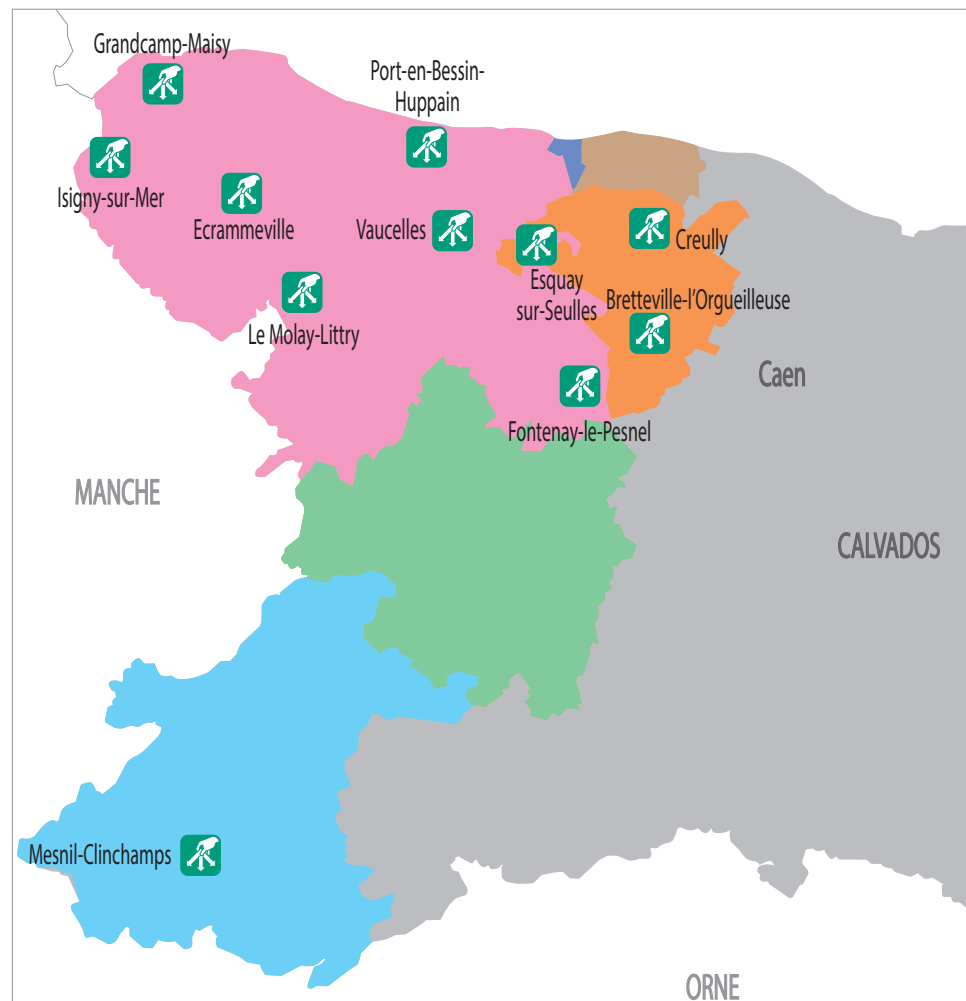 Grandcamp-Maisy
Port-en-Bessin-
Huppain
Isigny-sur-Mer
Ecrammeville
Vaucelles
Creully
Esquay
sur-Seulles
Bretteville-l'Orgueilleuse
Le Molay-Littry
Caen
Fontenay-le-Pesnel
MANCHE
CALVADOS
Mesnil-Clinchamps
ORNE